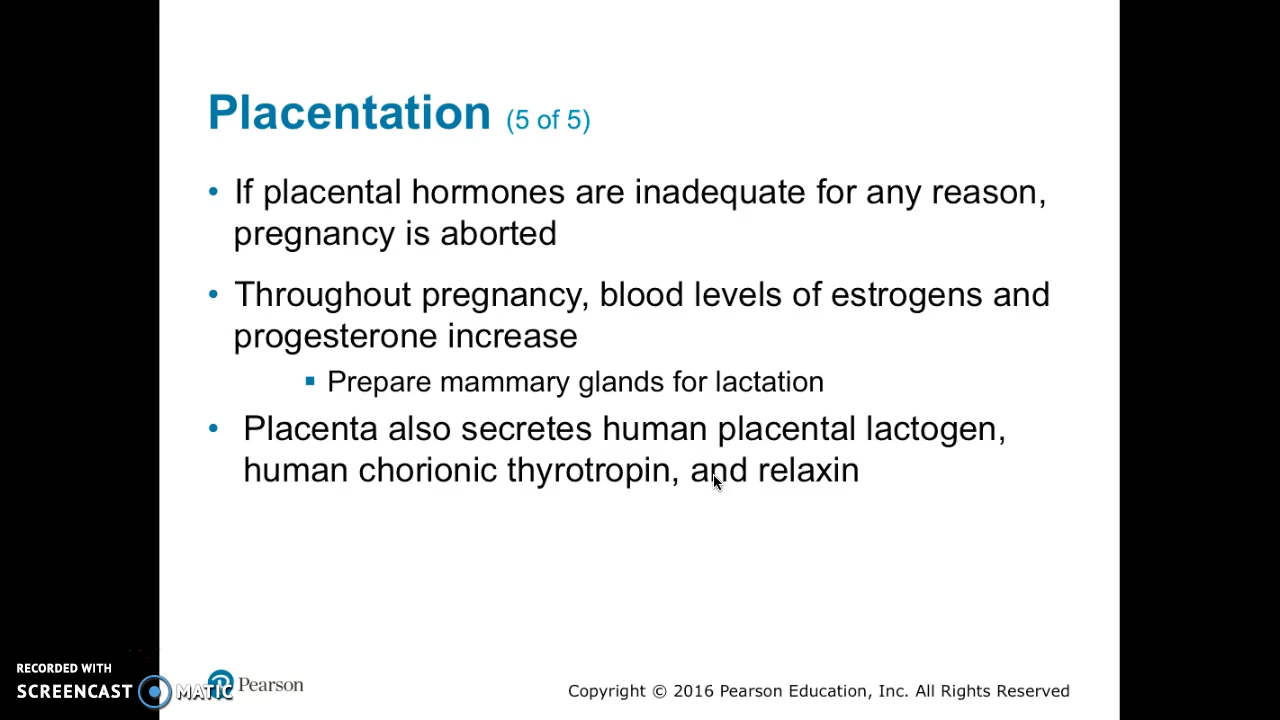 Placentation (5 of 5)
• If placental hormones are inadequate for any reason,
pregnancy is aborted
• Throughout pregnancy, blood levels of estrogens and
progesterone increase
▪ Prepare mammary glands for lactation
• Placenta also secretes human placental lactogen,
human chorionic thyrotropin, and relaxin
RECORDED WITH
SCREENCAST MATIC
P Pearson
Copyright © 2016 Pearson Education, Inc. All Rights Reserved